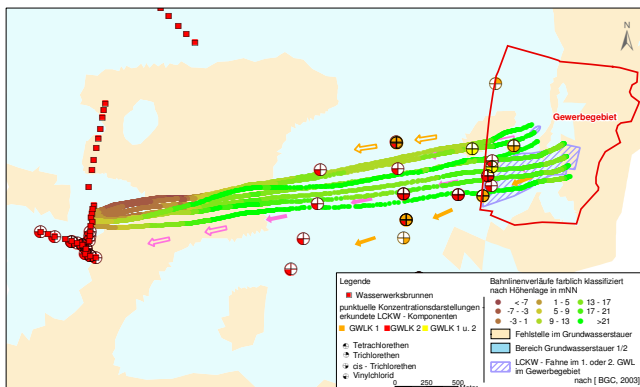 N
Gewerbegebiet
Legende
Wasserwerksbrunnen
punktuelle Konzentrationsdarstellungen -
erkundete LCKW - Komponenten
GWLK 1
GWLK 2
GWLK 1 u. 2
Tetrachlorethen
Trichlorethen
cis - Trichlorethen
Vinylchlorid
0
250
500
Bahnlinienverläufe farblich klassifiziert
nach Höhenlage in mNN
< -7
1 - 5
13 - 17
-7 - -3
5 - 9
17 - 21
-3 - 1
9 - 13
>21
Fehlstelle im Grundwasserstauer
Bereich Grundwasserstauer 1/2
LCKW - Fahne im 1. oder 2. GWL
im Gewerbegebiet
nach [ BGC, 2003]